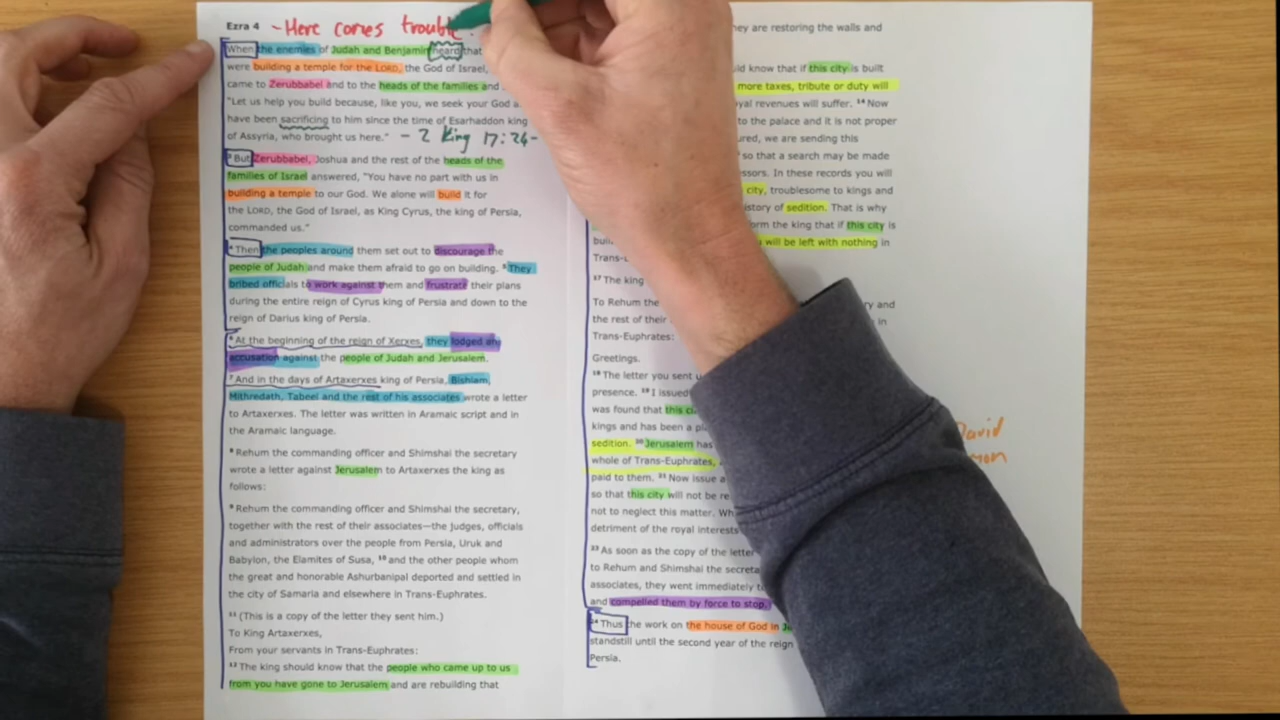 Ezra 4 - Here comes trouble
When the enemies of Judah and Benjamin heard that
were building a temple for the LORD, the God of Israel,
came to Zerubbabel and to the heads of the families and
"Let us help you build because, like you, we seek your God
have been sacrificing to him since the time of Esarhaddon king
of Assyria, who brought us here." - 2 King 17:24-
3 But Zerubbabel, Joshua and the rest of the heads of the
families of Israel answered, "You have no part with us in
building a temple to our God. We alone will build it for
the LORD, the God of Israel, as King Cyrus, the king of Persia,
commanded us."
4 Then the peoples around them set out to discourage the
people of Judah and make them afraid to go on building. 5 They
bribed officials to work against them and frustrate their plans
during the entire reign of Cyrus king of Persia and down to the
reign of Darius king of Persia.
6 At the beginning of the reign of Xerxes, they lodged an
accusation against the people of Judah and Jerusalem.
7 And in the days of Artaxerxes king of Persia, Bishlam,
Mithredath, Tabeel and the rest of his associates wrote a letter
to Artaxerxes. The letter was written in Aramaic script and in
the Aramaic language.
8 Rehum the commanding officer and Shimshai the secretary
wrote a letter against Jerusalem to Artaxerxes the king as
follows:
9 Rehum the commanding officer and Shimshai the secretary,
together with the rest of their associates—the judges, officials
and administrators over the people from Persia, Uruk and
Babylon, the Elamites of Susa, 10 and the other people whom
the great and honorable Ashurbanipal deported and settled in
the city of Samaria and elsewhere in Trans-Euphrates.
11 (This is a copy of the letter they sent him.)
To King Artaxerxes,
From your servants in Trans-Euphrates:
12 The king should know that the people who came up to us
from you have gone to Jerusalem and are rebuilding that
they are restoring the walls and
know that if this city is built
more taxes, tribute or duty will
revenues will suffer. 14 Now
to the palace and it is not proper
we are sending this
so that a search may be made
In these records you will
city, troublesome to kings and
history of sedition. That is why
the king that if this city is
will be left with nothing in
17 The king
To Rehum the and
the rest of their in
Trans-Euphrates:
Greetings.
18 The letter you sent
presence. 19 I issued
was found that this
kings and has been a
sedition. 20 Jerusalem has
whole of Trans-Euphrates,
paid to them. 21 Now issue a
so that this city will not be
not to neglect this matter.
detriment of the royal interests
David
23 As soon as the copy of the letter
to Rehum and Shimshai the
associates, they went immediately
and compelled them by force to stop.
24 Thus the work on the house of God in
standstill until the second year of the reign
Persia.